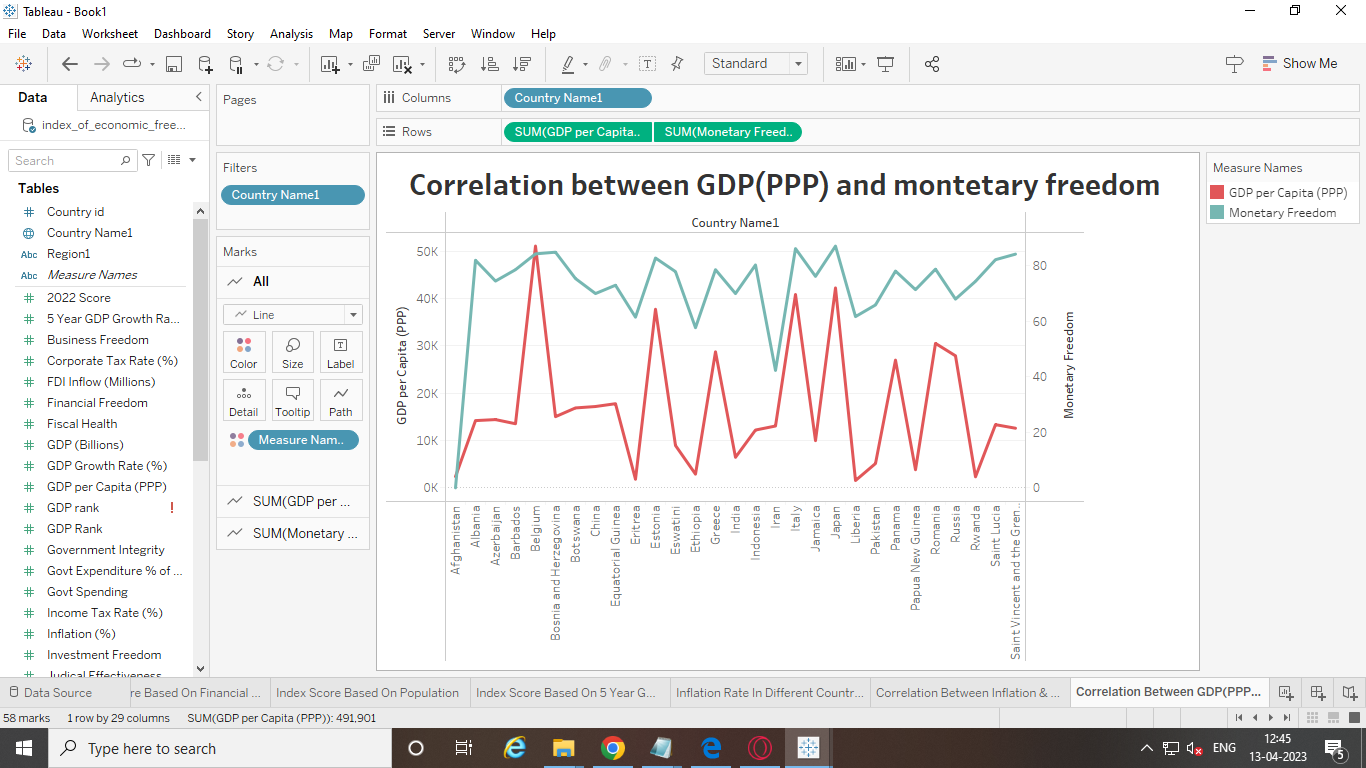 Tableau - Book1
File Data Worksheet Dashboard Story Analysis Map Format Server Window Help
Standard
Show Me
Data Analytics
index_of_economic_free...
Search
Tables
Country id
Country Name1
Abc Region1
Abc Measure Names
2022 Score
5 Year GDP Growth Ra...
Business Freedom
Corporate Tax Rate (%)
FDI Inflow (Millions)
Financial Freedom
Fiscal Health
GDP (Billions)
GDP Growth Rate (%)
GDP per Capita (PPP)
GDP rank !
GDP Rank
Government Integrity
Govt Expenditure % of ...
Govt Spending
Income Tax Rate (%)
Inflation (%)
Investment Freedom
Judical Effectiveness
Pages
Filters
Country Name1
Marks
All
Line
Color Size Label
Detail Tooltip Path
Measure Nam..
SUM(GDP per ...
SUM(Monetary ...
Columns Country Name1
Rows SUM(GDP per Capita.. SUM(Monetary Freed..
Correlation between GDP(PPP) and montetary freedom
Country Name1
GDP per Capita (PPP)
50K
40K
30K
20K
10K
0K
80
60
40
20
0
Monetary Freedom
Afghanistan
Albania
Azerbaijan
Barbados
Belgium
Bosnia and Herzegovina
Botswana
China
Equatorial Guinea
Eritrea
Estonia
Eswatini
Ethiopia
Greece
India
Indonesia
Iran
Italy
Jamaica
Japan
Liberia
Pakistan
Panama
Papua New Guinea
Romania
Russia
Rwanda
Saint Lucia
Saint Vincent and the Gren..
Measure Names
GDP per Capita (PPP)
Monetary Freedom
Data Source
re Based On Financial ...
Index Score Based On Population
Index Score Based On 5 Year G...
Inflation Rate In Different Countr...
Correlation Between Inflation & ...
Correlation Between GDP(PPP...
58 marks 1 row by 29 columns SUM(GDP per Capita (PPP)): 491,901
Type here to search
ENG
12:45
13-04-2023
5